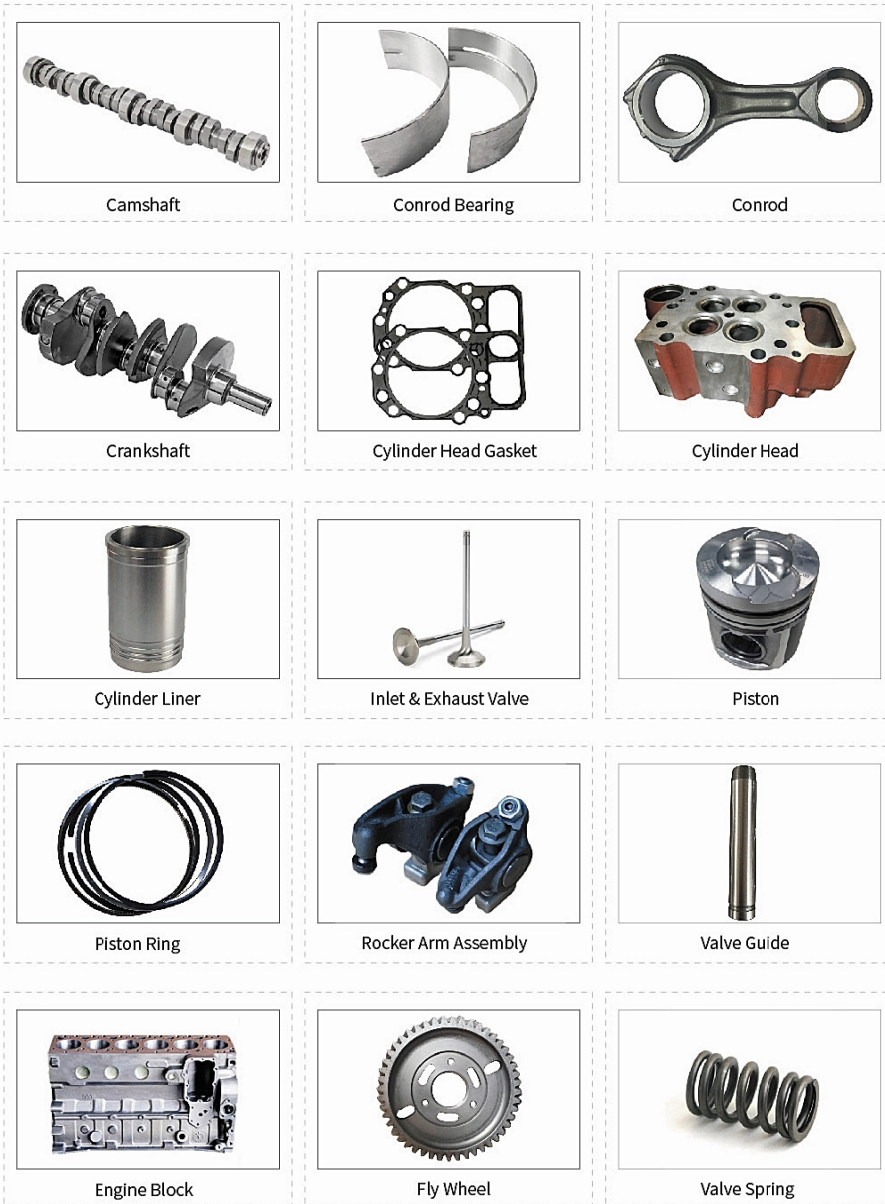 Camshaft
Conrod Bearing
Conrod
Crankshaft
Cylinder Head Gasket
Cylinder Head
Cylinder Liner
Inlet & Exhaust Valve
Piston
Piston Ring
Rocker Arm Assembly
Valve Guide
Engine Block
Fly Wheel
Valve Spring